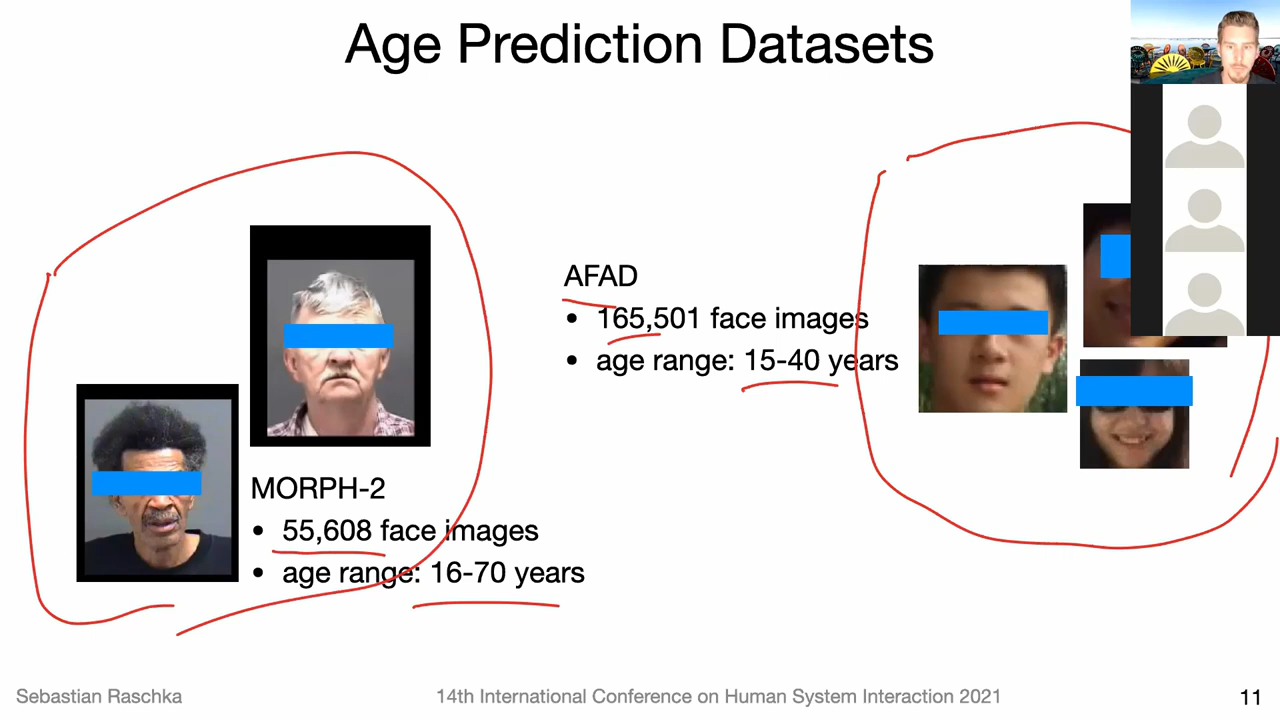 Age Prediction Datasets
AFAD
• 165,501 face images
• age range: 15-40 years
MORPH-2
• 55,608 face images
• age range: 16-70 years
Sebastian Raschka
14th International Conference on Human System Interaction 2021
11